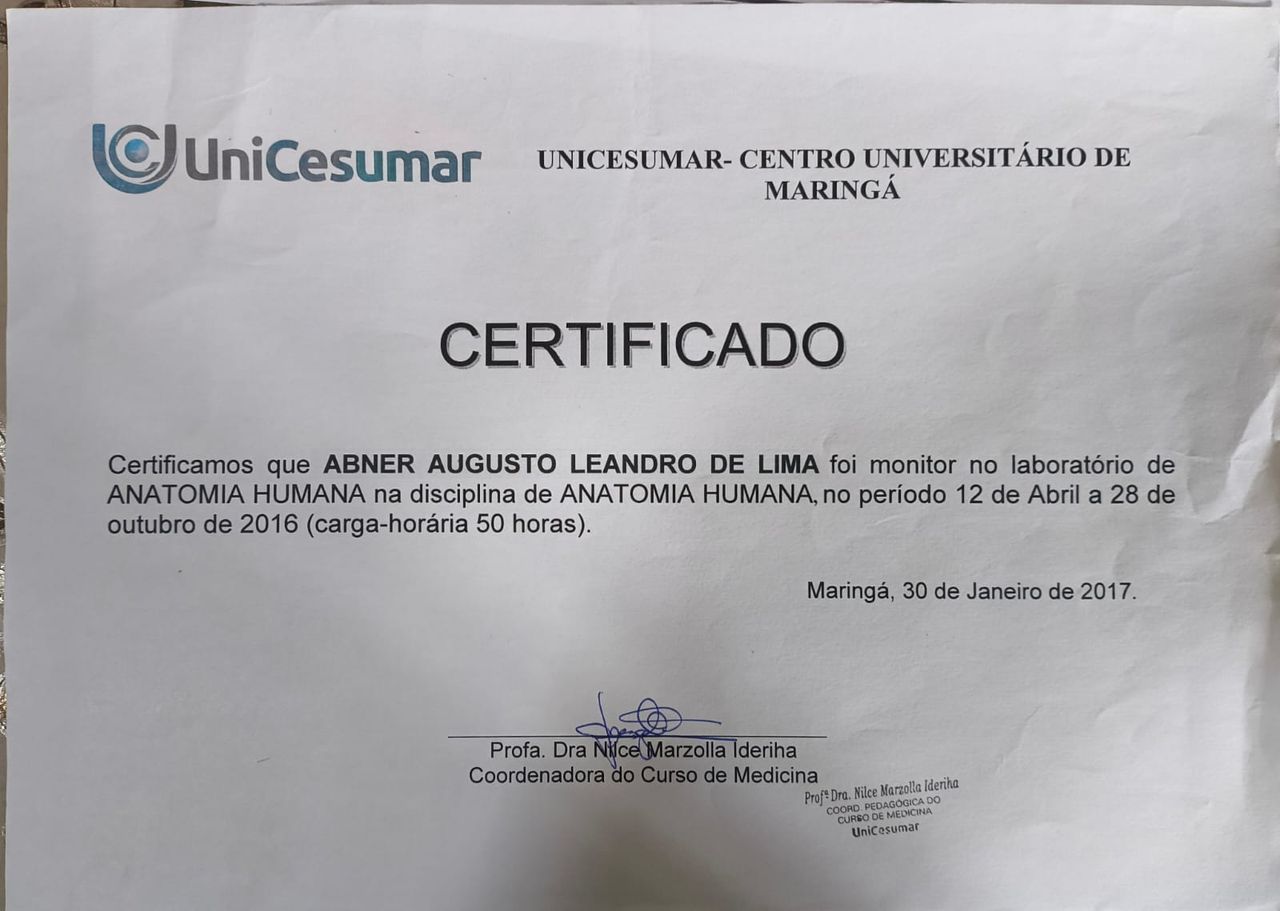 UniCesumar
UNICESUMAR- CENTRO UNIVERSITÁRIO DE
MARINGÁ
CERTIFICADO
Certificamos que ABNER AUGUSTO LEANDRO DE LIMA foi monitor no laboratório de
ANATOMIA HUMANA na disciplina de ANATOMIA HUMANA, no período 12 de Abril a 28 de
outubro de 2016 (carga-horária 50 horas).
Maringá, 30 de Janeiro de 2017.
Profa. Dra Nilce Marzolla Ideriha
Coordenadora do Curso de Medicina
Profª Dra. Nilce Marzolla Ideriha
COORD. PEDAGÓGICA DO
CURSO DE MEDICINA
UniCesumar